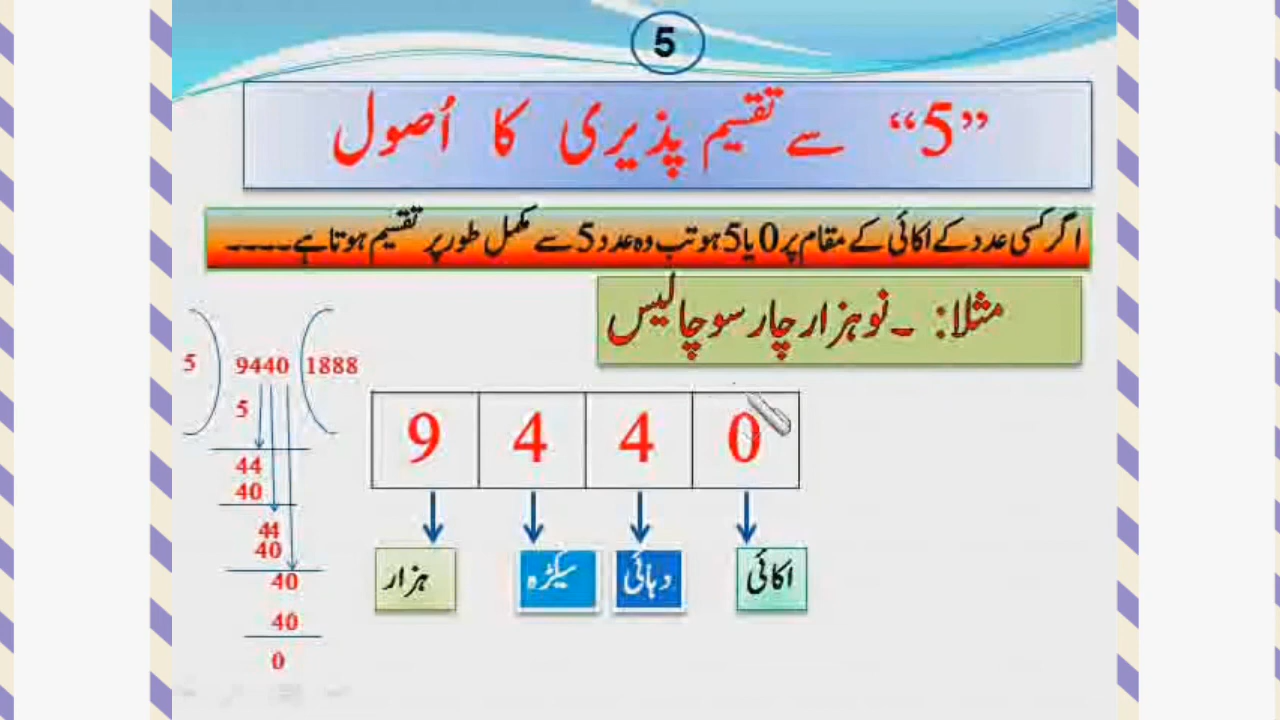 5
”5“ سے تقسیم پذیری کا اُصول
اگر کسی عدد کے اکائی کے مقام پر 0 یا 5 ہو تب وہ عدد 5 سے مکمل طور پر تقسیم ہوتا ہے۔۔۔۔۔
مثلا: ۔نو ہزار چار سو چالیس
5 ) 9440 ( 1888
5
44
40
44
40
40
40
0
9 4 4 0
ہزار سیکڑہ دہائی اکائی